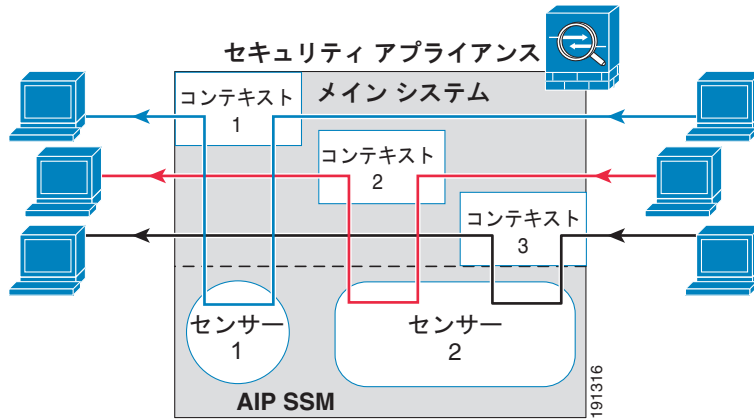 セキュリティ アプライアンス
コンテキスト
1
メイン システム
コンテキスト
2
コンテキスト
3
センサー
1
センサー
2
AIP SSM
191316